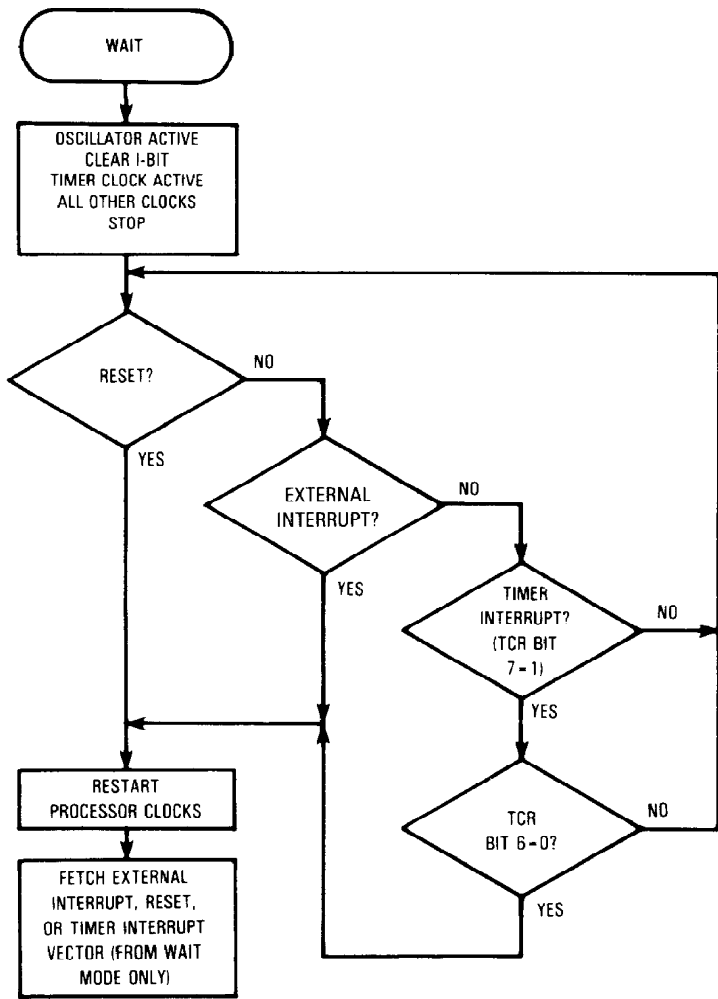 WAIT
OSCILLATOR ACTIVE
CLEAR I-BIT
TIMER CLOCK ACTIVE
ALL OTHER CLOCKS
STOP
RESET?
NO
YES
EXTERNAL
INTERRUPT?
NO
YES
TIMER
INTERRUPT?
(TCR BIT
7=1)
NO
YES
TCR
BIT 6=0?
NO
YES
RESTART
PROCESSOR CLOCKS
FETCH EXTERNAL
INTERRUPT, RESET,
OR TIMER INTERRUPT
VECTOR (FROM WAIT
MODE ONLY)